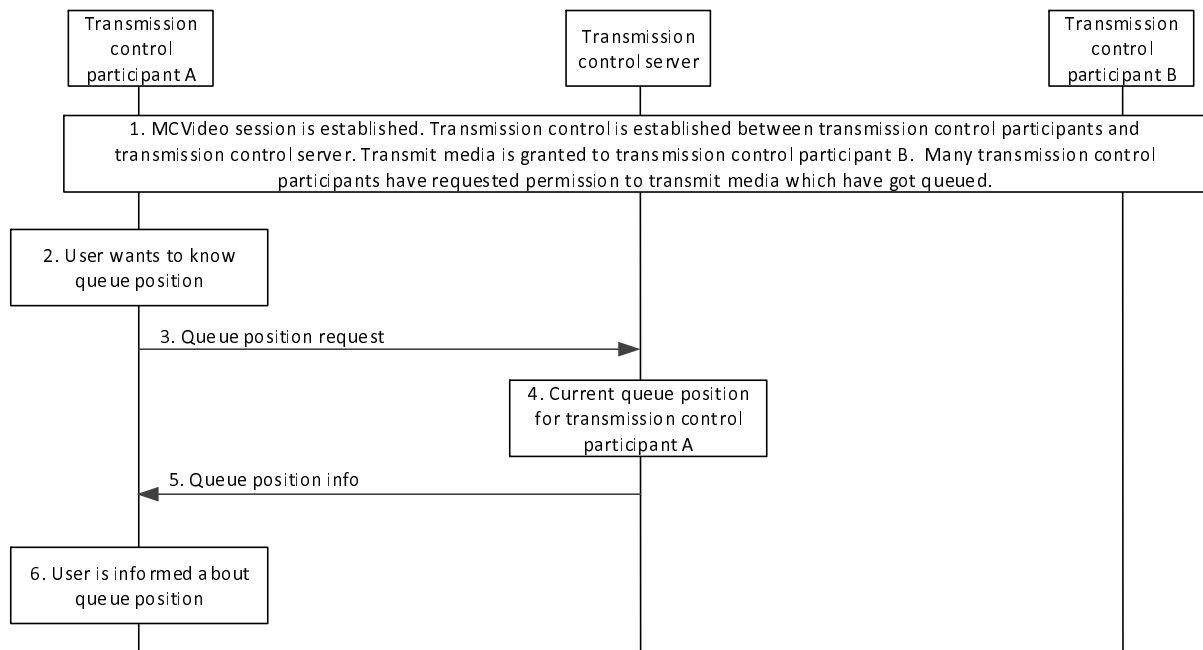 Transmission
control
participant A
Transmission
control server
Transmission
control
participant B
1. MCVideo session is established. Transmission control is established between transmission control participants and
transmission control server. Transmit media is granted to transmission control participant B. Many transmission control
participants have requested permission to transmit media which have got queued.
2. User wants to know
queue position
3. Queue position request
4. Current queue position
for transmission control
participant A
5. Queue position info
6. User is informed about
queue position